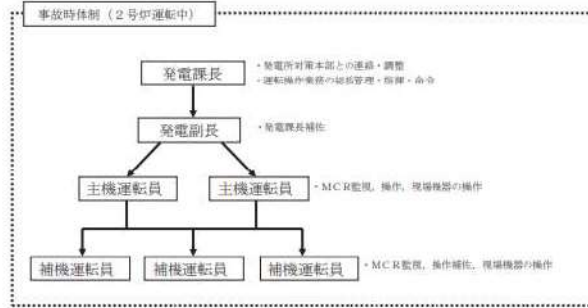 事故時体制（２号炉運転中）
発電課長
・発電所対策本部との連絡・調整
・運転操作業務の総括管理・指揮・命令
発電副長
・発電課長補佐
主機運転員 主機運転員
・ＭＣＲ監視，操作，現場機器の操作
補機運転員 補機運転員 補機運転員
・ＭＣＲ監視，操作補佐，現場機器の操作